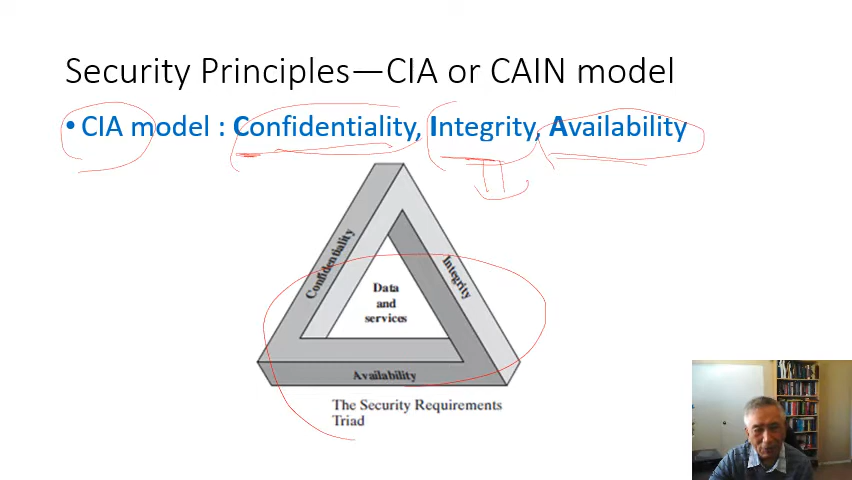 Security Principles—CIA or CAIN model
• CIA model : Confidentiality, Integrity, Availability
Confidentiality
Integrity
Data
and
services
Availability
The Security Requirements
Triad